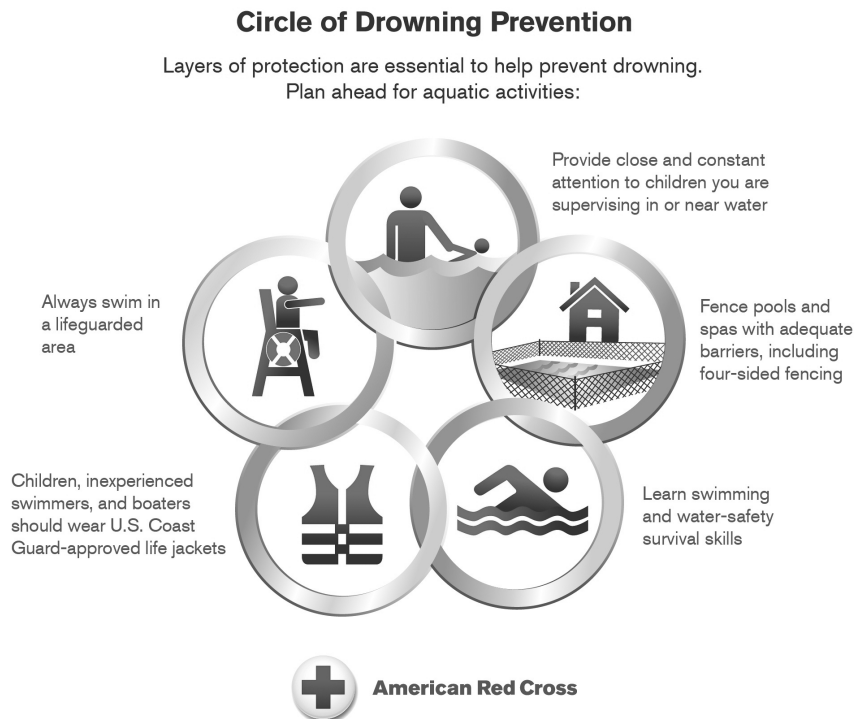 Circle of Drowning Prevention
Layers of protection are essential to help prevent drowning.
Plan ahead for aquatic activities:
Provide close and constant
attention to children you are
supervising in or near water
Fence pools and
spas with adequate
barriers, including
four-sided fencing
Learn swimming
and water-safety
survival skills
Children, inexperienced
swimmers, and boaters
should wear U.S. Coast
Guard-approved life jackets
Always swim in
a lifeguarded
area
American Red Cross